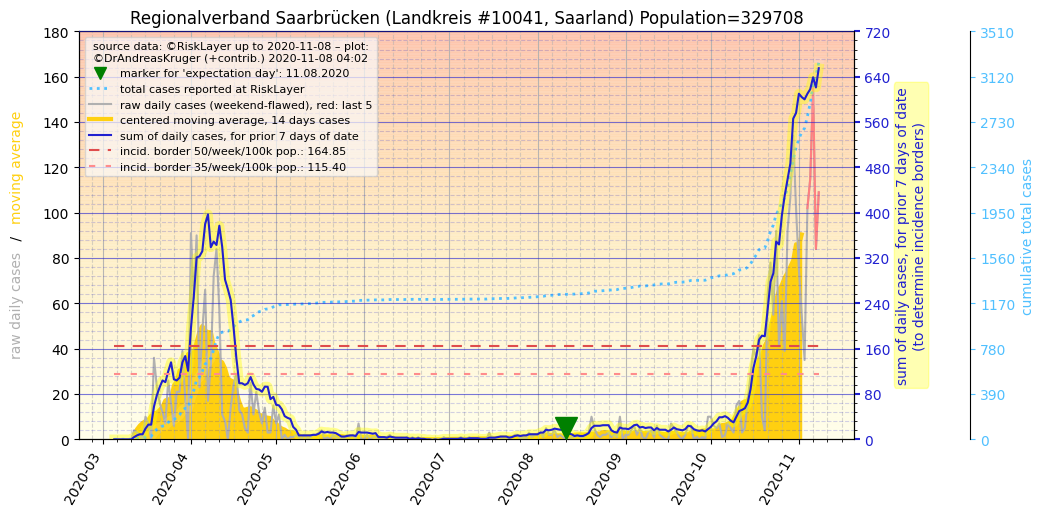 Regionalverband Saarbrücken (Landkreis #10041, Saarland) Population=329708
source data: ©RiskLayer up to 2020-11-08 – plot:
©DrAndreasKruger (+contrib.) 2020-11-08 04:02
marker for 'expectation day': 11.08.2020
total cases reported at RiskLayer
raw daily cases (weekend-flawed), red: last 5
centered moving average, 14 days cases
sum of daily cases, for prior 7 days of date
incid. border 50/week/100k pop.: 164.85
incid. border 35/week/100k pop.: 115.40
raw daily cases / moving average
180
160
140
120
100
80
60
40
20
0
2020-03
2020-04
2020-05
2020-06
2020-07
2020-08
2020-09
2020-10
2020-11
720
640
560
480
400
320
240
160
80
0
sum of daily cases, for prior 7 days of date
(to determine incidence borders)
3510
3120
2730
2340
1950
1560
1170
780
390
0
cumulative total cases